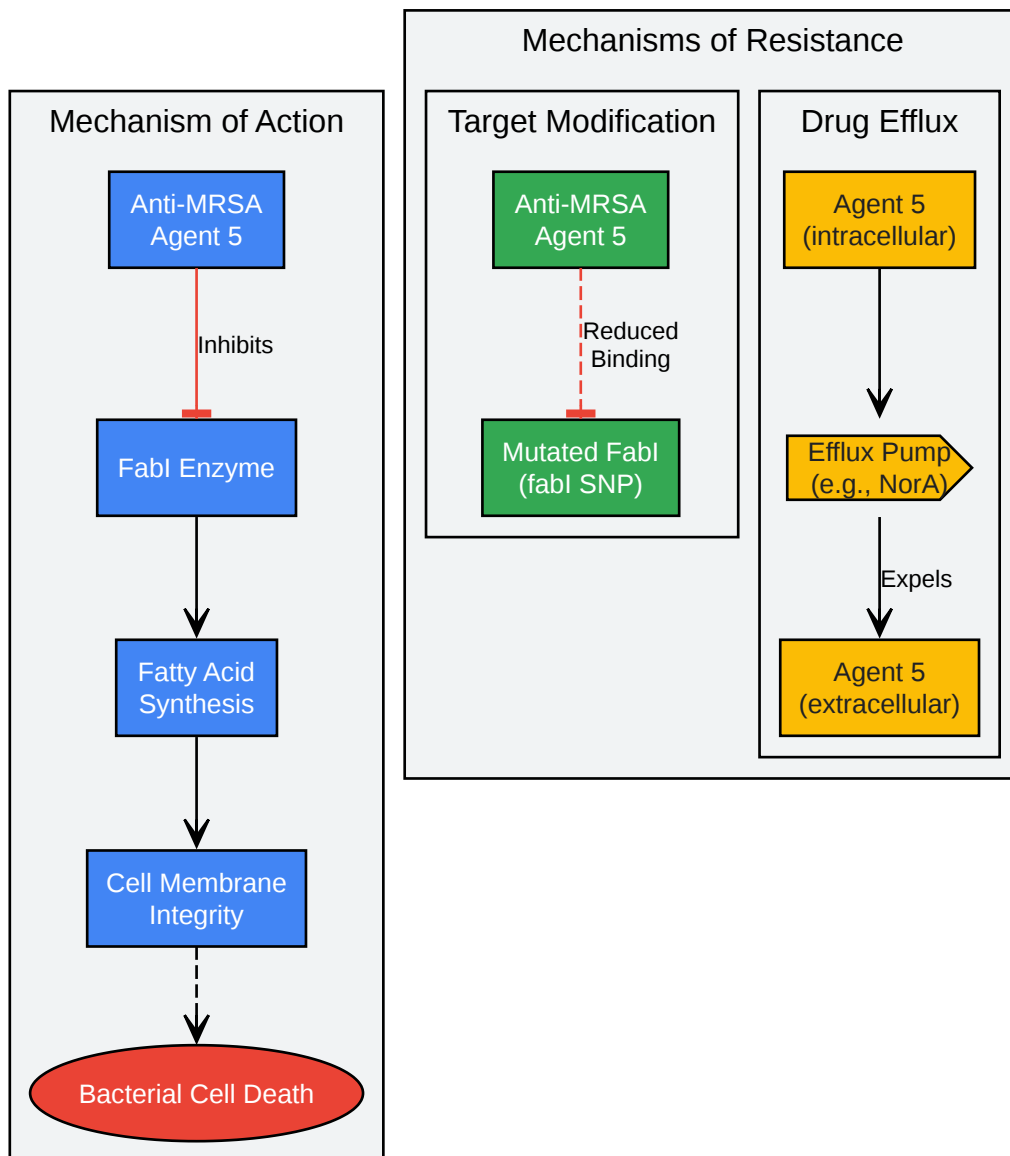 Mechanisms of Resistance
Mechanism of Action
Anti-MRSA
Agent 5
Inhibits
FabI Enzyme
Fatty Acid
Synthesis
Cell Membrane
Integrity
Bacterial Cell Death
Target Modification
Anti-MRSA
Agent 5
Reduced
Binding
Mutated FabI
(fabI SNP)
Drug Efflux
Agent 5
(intracellular)
Efflux Pump
(e.g., NorA)
Expels
Agent 5
(extracellular)